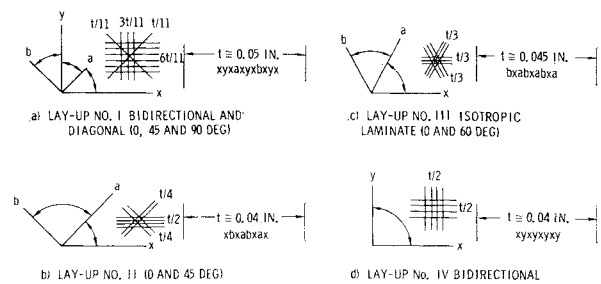 y
t/11 3t/11 t/11
b
a
6t/11
x
t ≅ 0.05 IN.
xyxaxyxbxyx
a) LAY-UP NO. I BIDIRECTIONAL AND
DIAGONAL (0, 45 AND 90 DEG)
b
a
t/3
t/3
t/3
x
t ≅ 0.045 IN.
bxabxabxa
c) LAY-UP NO. III ISOTROPIC
LAMINATE (0 AND 60 DEG)
b
a
t/4
t/2
t/4
x
t ≅ 0.04 IN.
xbxabxax
b) LAY-UP NO. II (0 AND 45 DEG)
y
t/2
t/2
x
t ≅ 0.04 IN.
xyxyxyxy
d) LAY-UP No. IV BIDIRECTIONAL